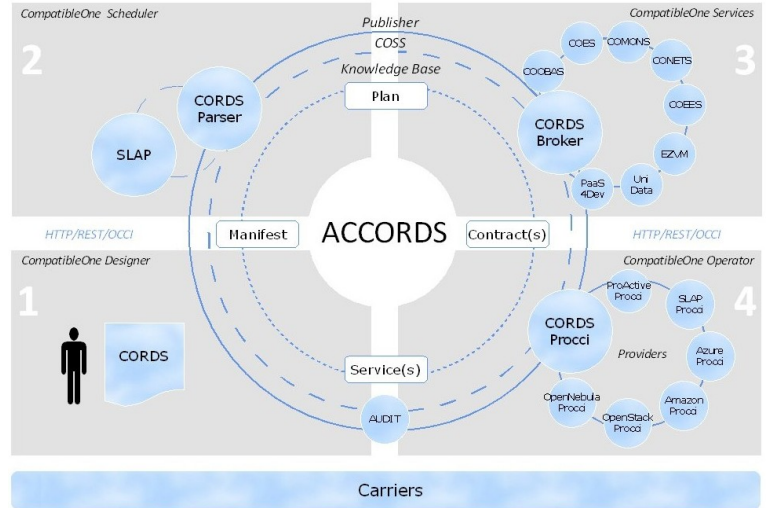 CompatibleOne Scheduler
Publisher
CompatibleOne Services
2
COSS
3
Knowledge Base
Plan
CORDS
Parser
SLAP
COOBAS
COES
COMONS
CONETS
COEES
EZVM
Uni
Data
PaaS
4Dev
CORDS
Broker
HTTP/REST/OCCI
Manifest
ACCORDS
Contract(s)
HTTP/REST/OCCI
CompatibleOne Designer
1
CORDS
Service(s)
AUDIT
CompatibleOne Operator
4
CORDS
Procci
ProActive
Procci
SLAP
Procci
Azure
Procci
Amazon
Procci
OpenStack
Procci
OpenNebula
Procci
Providers
Carriers